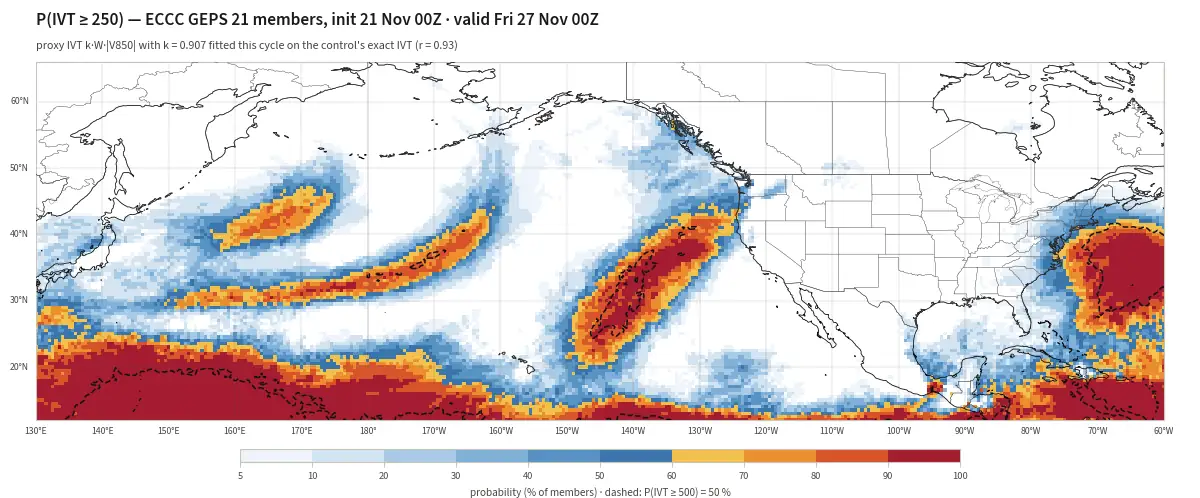 P(IVT ≥ 250) — ECCC GEPS 21 members, init 21 Nov 00Z · valid Fri 27 Nov 00Z
proxy IVT k·W·|V850| with k = 0.907 fitted this cycle on the control's exact IVT (r = 0.93)
60°N
50°N
40°N
30°N
20°N
130°E 140°E 150°E 160°E 170°E 180° 170°W 160°W 150°W 140°W 130°W 120°W 110°W 100°W 90°W 80°W 70°W 60°W
5 10 20 30 40 50 60 70 80 90 100
probability (% of members) · dashed: P(IVT ≥ 500) = 50 %